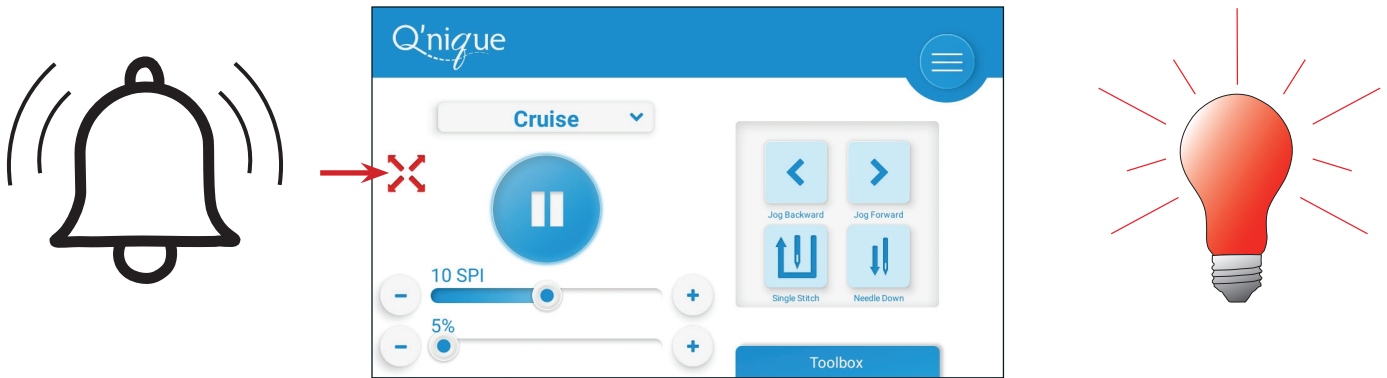 Q'nique
Cruise
10 SPI
5%
Jog Backward
Jog Forward
Single Stitch
Needle Down
Toolbox